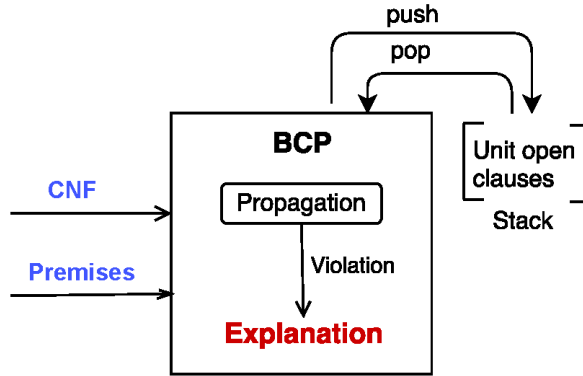 push
pop
BCP
Unit open
clauses
Stack
CNF
Propagation
Violation
Premises
Explanation